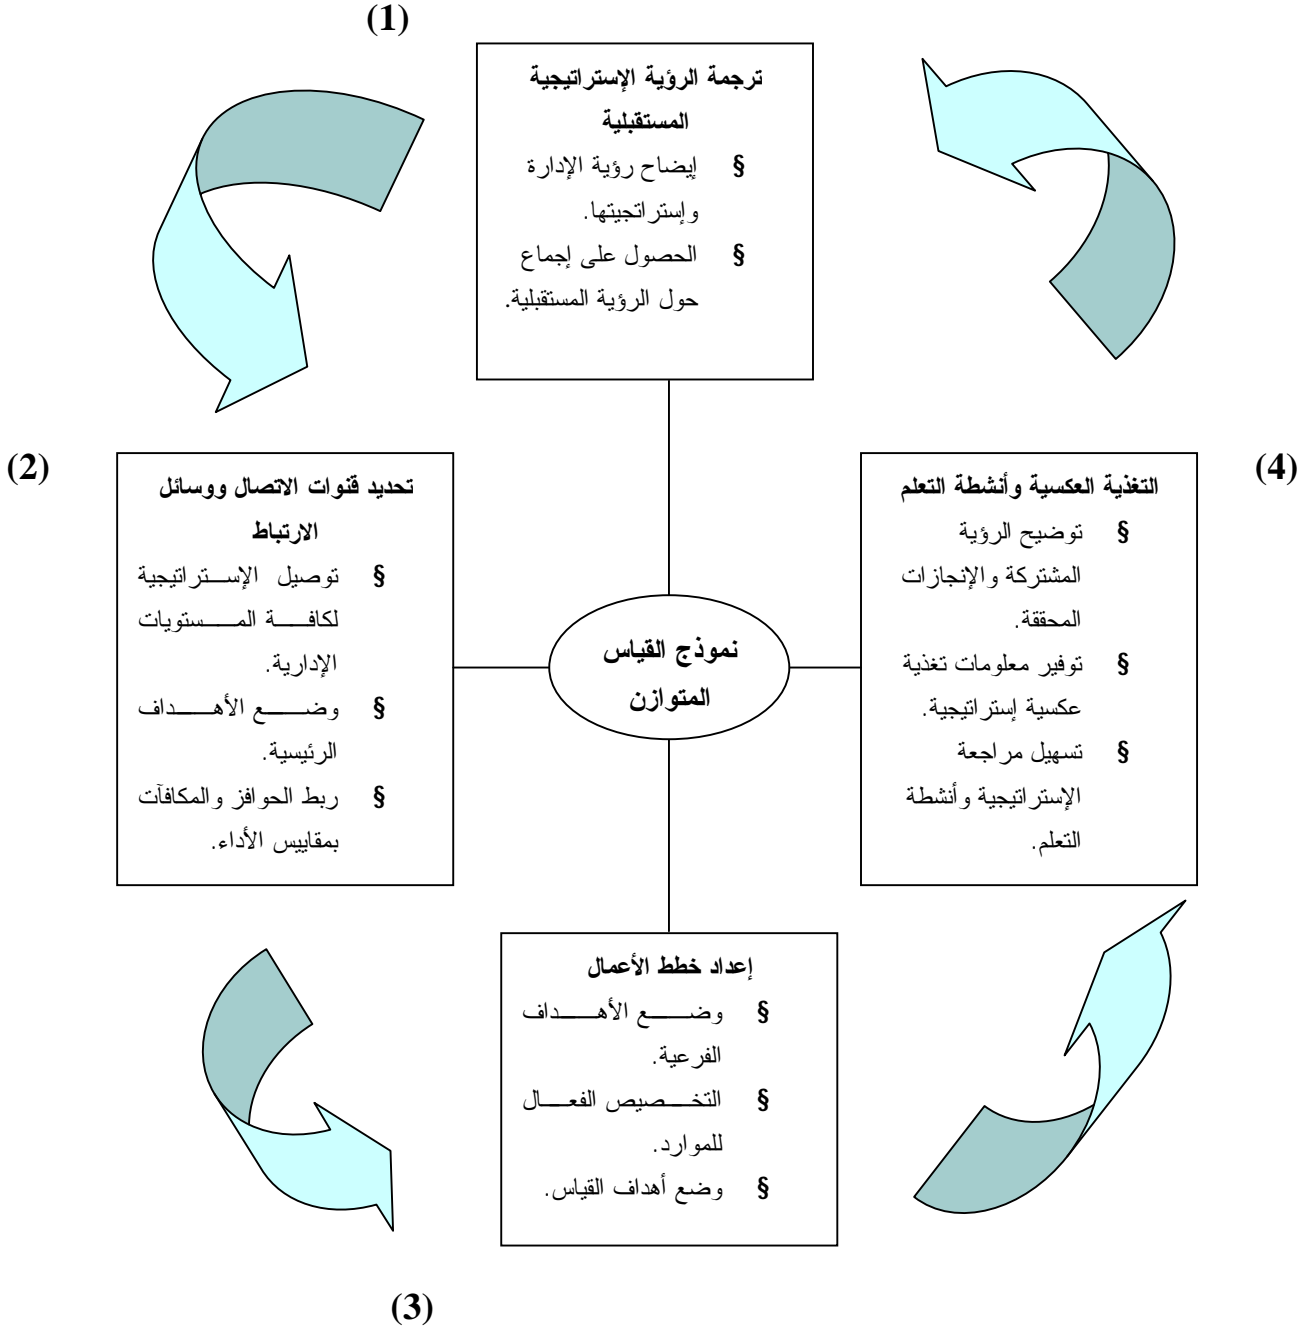 (1)
ترجمة الرؤية الإستراتيجية
المستقبلية
§ إيضاح رؤية الإدارة
وإستراتجيتها.
§ الحصول على إجماع
حول الرؤية المستقبلية.
(2)
تحديد قنوات الاتصال ووسائل
الارتباط
§ توصيل الإستراتيجية
لكافة المستويات
الإدارية.
§ وضع الأهداف
الرئيسية.
§ ربط الحوافز والمكافآت
بمقاييس الأداء.
نموذج القياس
المتوازن
(4)
التغذية العكسية وأنشطة التعلم
§ توضيح الرؤية
المشتركة والإنجازات
المحققة.
§ توفير معلومات تغذية
عكسية إستراتيجية.
§ تسهيل مراجعة
الإستراتيجية وأنشطة
التعلم.
إعداد خطط الأعمال
§ وضع الأهداف
الفرعية.
§ التخصيص الفعال
للموارد.
§ وضع أهداف القياس.
(3)